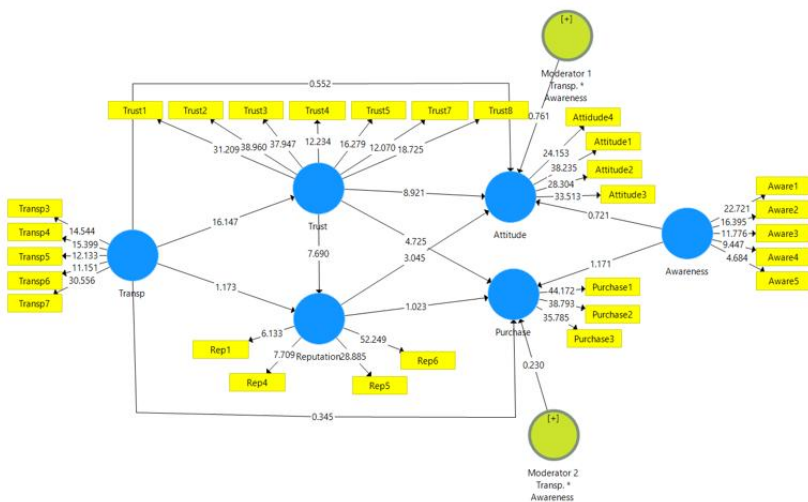 [+]
Moderator 1
Transp. *
Awareness
0.552
0.761
Trust1
Trust2
Trust3
Trust4
Trust5
Trust7
Trust8
31.209
38.960
37.947
12.234
16.279
12.070
18.725
Attidude4
Attitude1
Attitude2
Attitude3
24.153
38.235
28.304
33.513
Trust
8.921
Attitude
0.721
Aware1
Aware2
Aware3
Aware4
Aware5
22.721
16.395
11.776
9.447
4.684
Awareness
Transp3
Transp4
Transp5
Transp6
Transp7
14.544
15.399
12.133
11.151
30.556
Transp
16.147
4.725
7.690
3.045
1.173
1.171
1.023
Purchase1
Purchase2
Purchase3
44.172
38.793
35.785
Purchase
Reputation
6.133
7.709
28.885
52.249
Rep1
Rep4
Rep5
Rep6
0.345
0.230
[+]
Moderator 2
Transp. *
Awareness